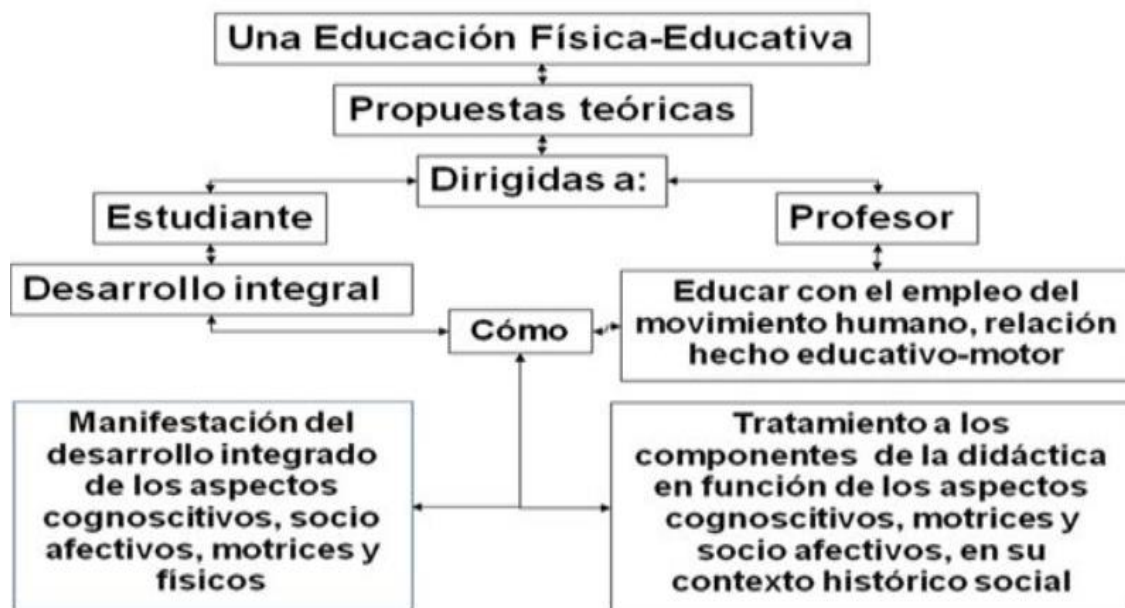 Una Educación Física-Educativa
Propuestas teóricas
Dirigidas a:
Estudiante
Profesor
Desarrollo integral
Educar con el empleo del
movimiento humano, relación
hecho educativo-motor
Cómo
Manifestación del
desarrollo integrado
de los aspectos
cognoscitivos, socio
afectivos, motrices y
físicos
Tratamiento a los
componentes de la didáctica
en función de los aspectos
cognoscitivos, motrices y
socio afectivos, en su
contexto histórico social